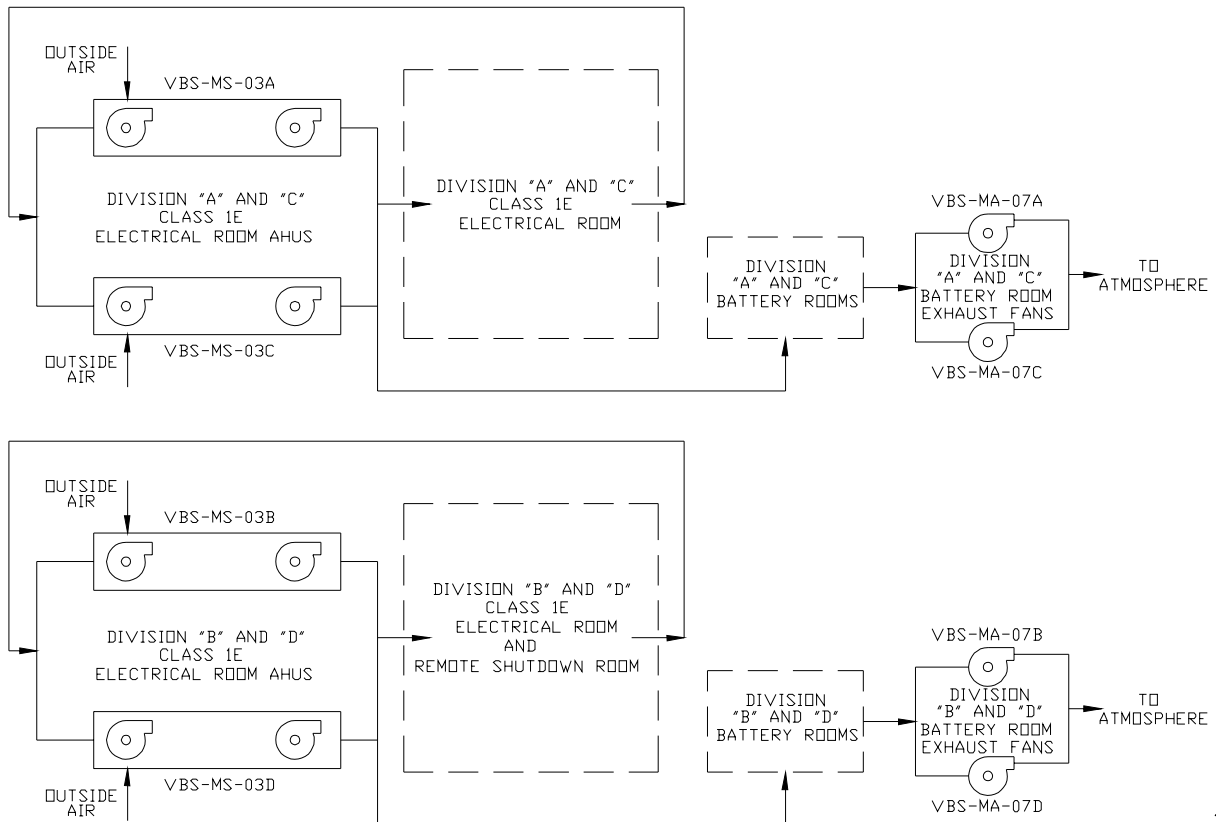 OUTSIDE
AIR
VBS-MS-03A
DIVISION "A" AND "C"
CLASS 1E
ELECTRICAL ROOM AHUS
VBS-MS-03C
OUTSIDE
AIR
DIVISION "A" AND "C"
CLASS 1E
ELECTRICAL ROOM
DIVISION
"A" AND "C"
BATTERY ROOMS
VBS-MA-07A
DIVISION
"A" AND "C"
BATTERY ROOM
EXHAUST FANS
VBS-MA-07C
TO
ATMOSPHERE
OUTSIDE
AIR
VBS-MS-03B
DIVISION "B" AND "D"
CLASS 1E
ELECTRICAL ROOM AHUS
VBS-MS-03D
OUTSIDE
AIR
DIVISION "B" AND "D"
CLASS 1E
ELECTRICAL ROOM
AND
REMOTE SHUTDOWN ROOM
DIVISION
"B" AND "D"
BATTERY ROOMS
VBS-MA-07B
DIVISION
"B" AND "D"
BATTERY ROOM
EXHAUST FANS
VBS-MA-07D
TO
ATMOSPHERE